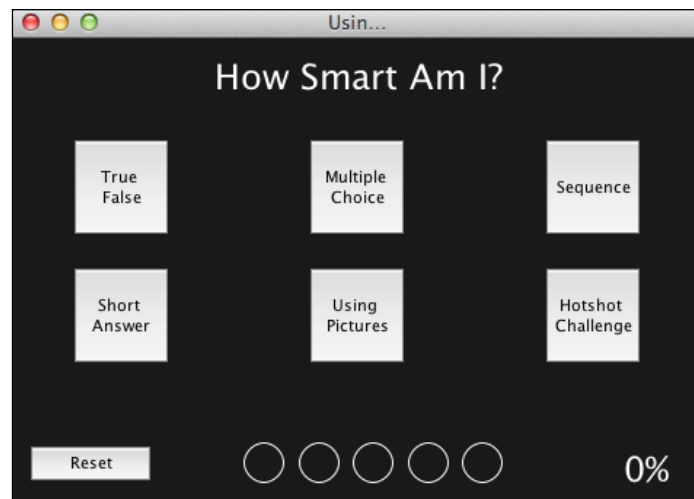 Usin...
How Smart Am I?
True
False
Multiple
Choice
Sequence
Short
Answer
Using
Pictures
Hotshot
Challenge
Reset
0%